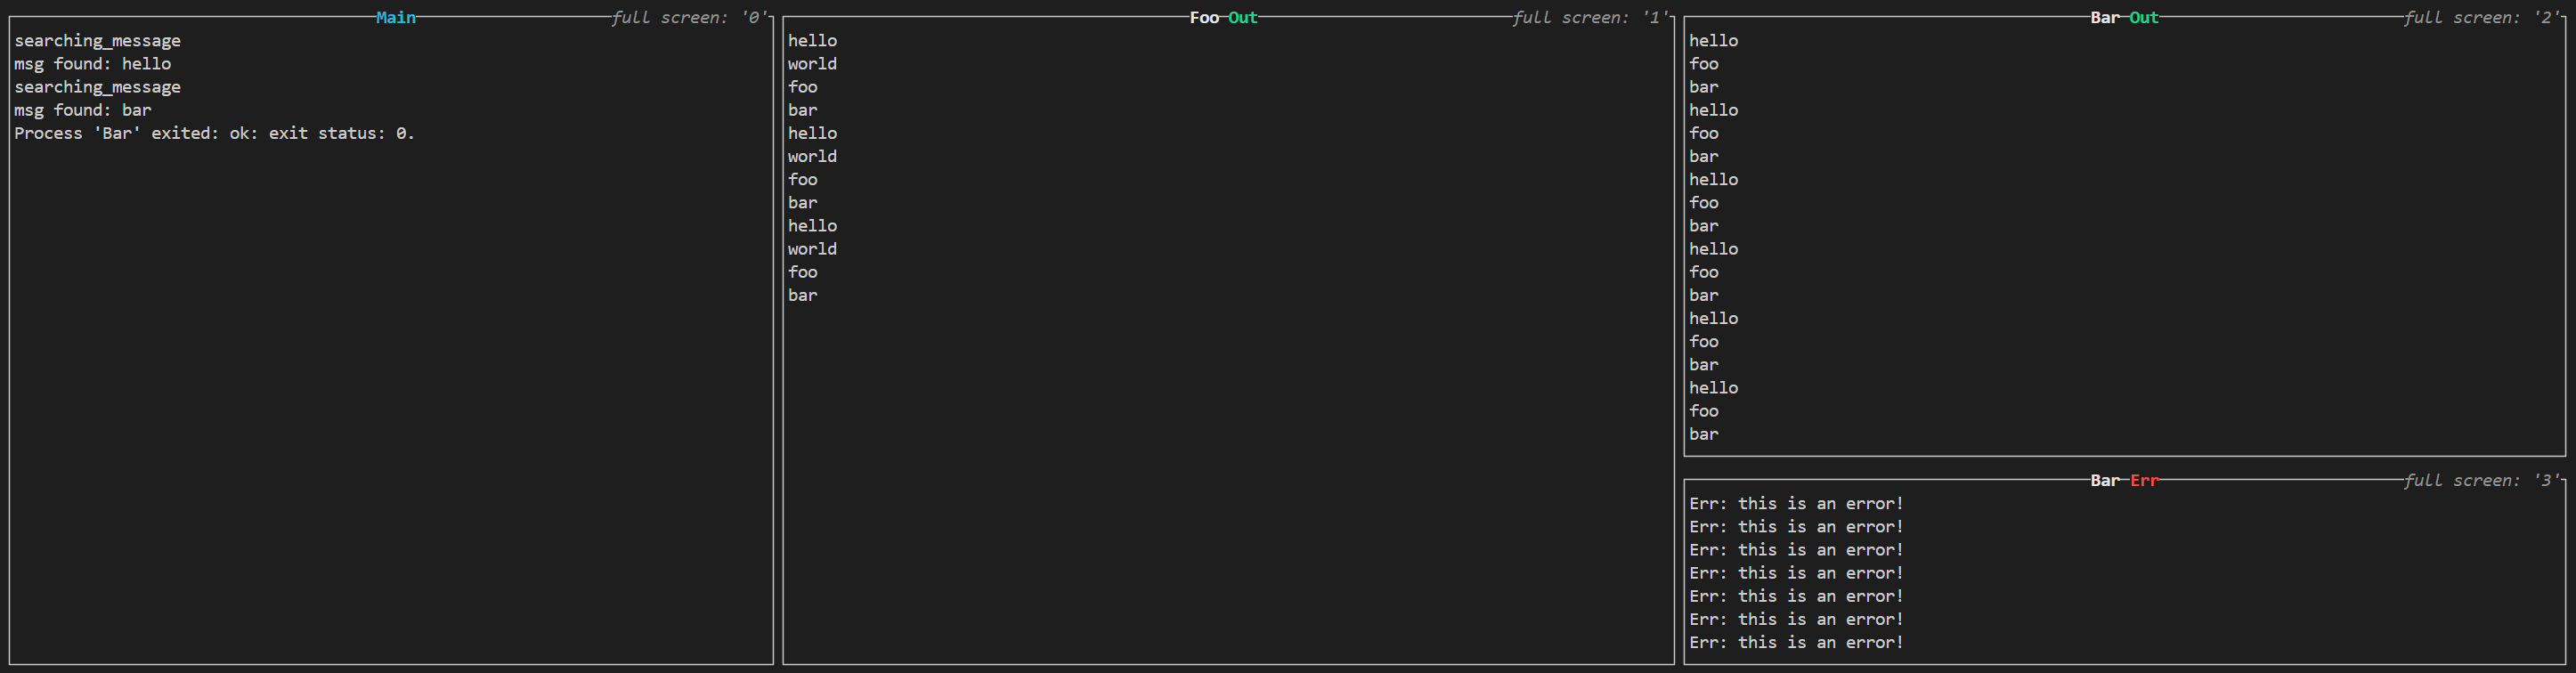 Main full screen: '0'
searching_message
msg found: hello
searching_message
msg found: bar
Process 'Bar' exited: ok: exit status: 0.
Foo Out full screen: '1'
hello
world
foo
bar
hello
world
foo
bar
hello
world
foo
bar
Bar Out full screen: '2'
hello
foo
bar
hello
foo
bar
hello
foo
bar
hello
foo
bar
hello
foo
bar
hello
foo
bar
Bar Err full screen: '3'
Err: this is an error!
Err: this is an error!
Err: this is an error!
Err: this is an error!
Err: this is an error!
Err: this is an error!
Err: this is an error!